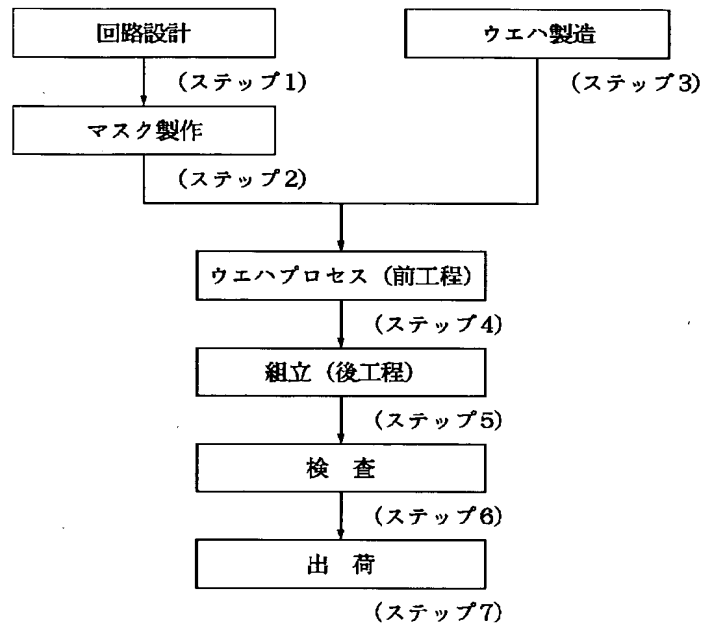 回路設計
ウエハ製造
(ステップ1)
(ステップ3)
マスク製作
(ステップ2)
ウエハプロセス (前工程)
(ステップ4)
組立 (後工程)
(ステップ5)
検 査
(ステップ6)
出 荷
(ステップ7)